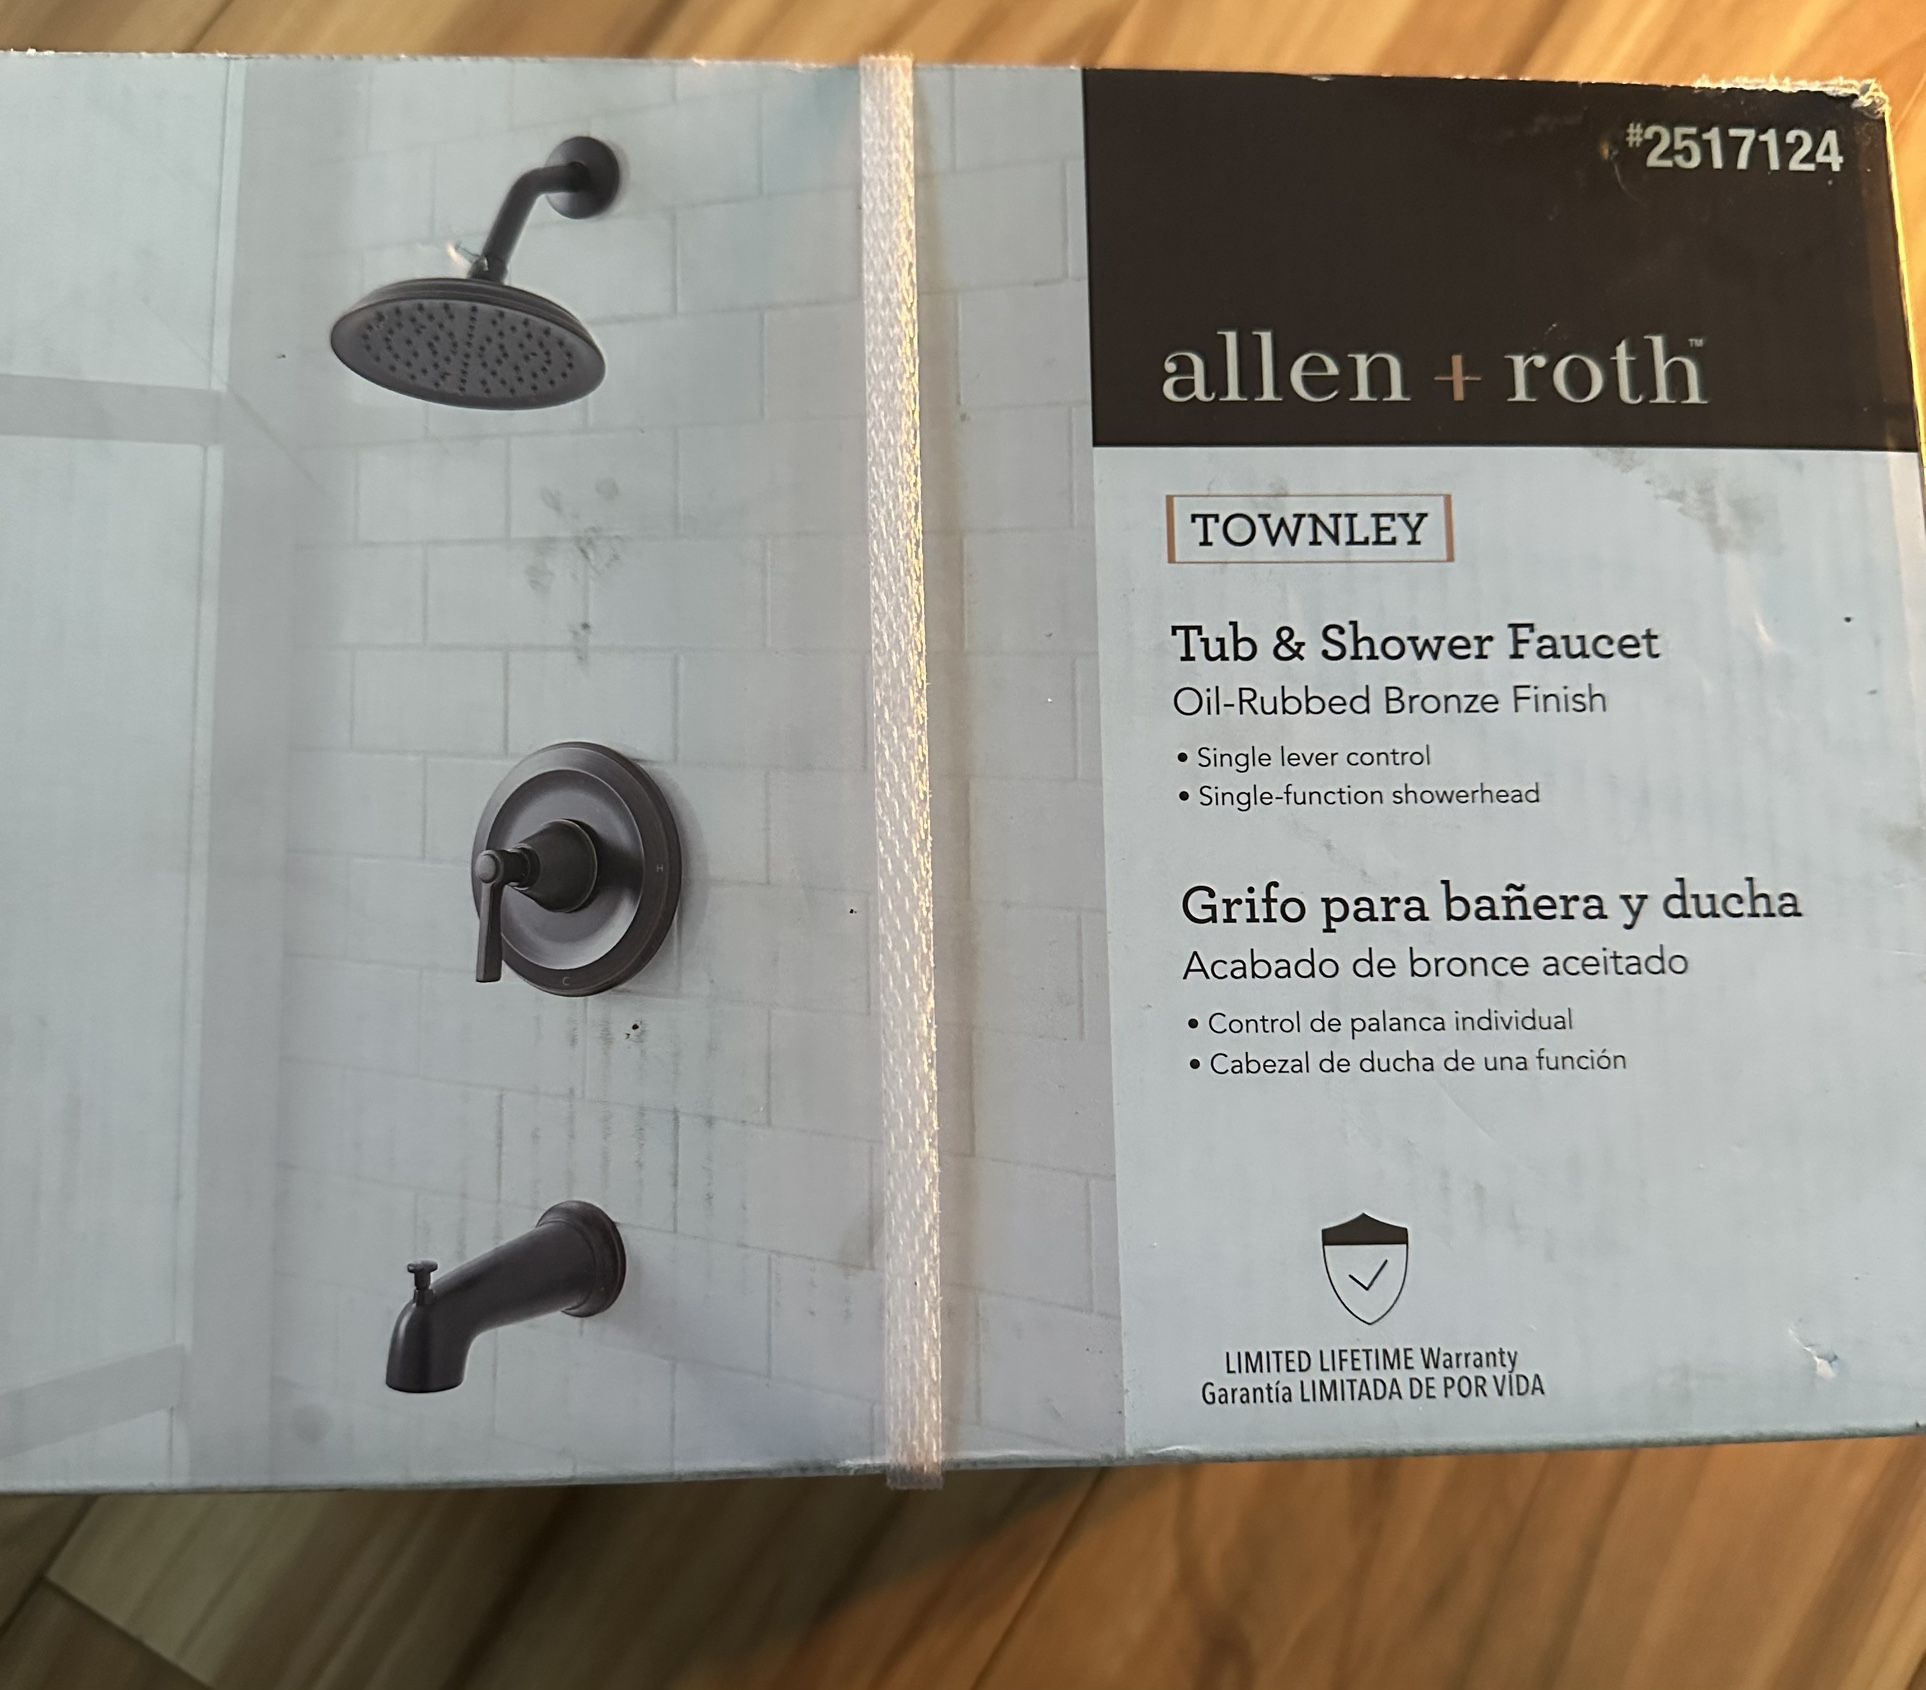 #2517124
allen + roth™
TOWNLEY
Tub & Shower Faucet
Oil-Rubbed Bronze Finish
• Single lever control
• Single-function showerhead
Grifo para bañera y ducha
Acabado de bronce aceitado
• Control de palanca individual
• Cabezal de ducha de una función
LIMITED LIFETIME Warranty
Garantía LIMITADA DE POR VIDA
H
C